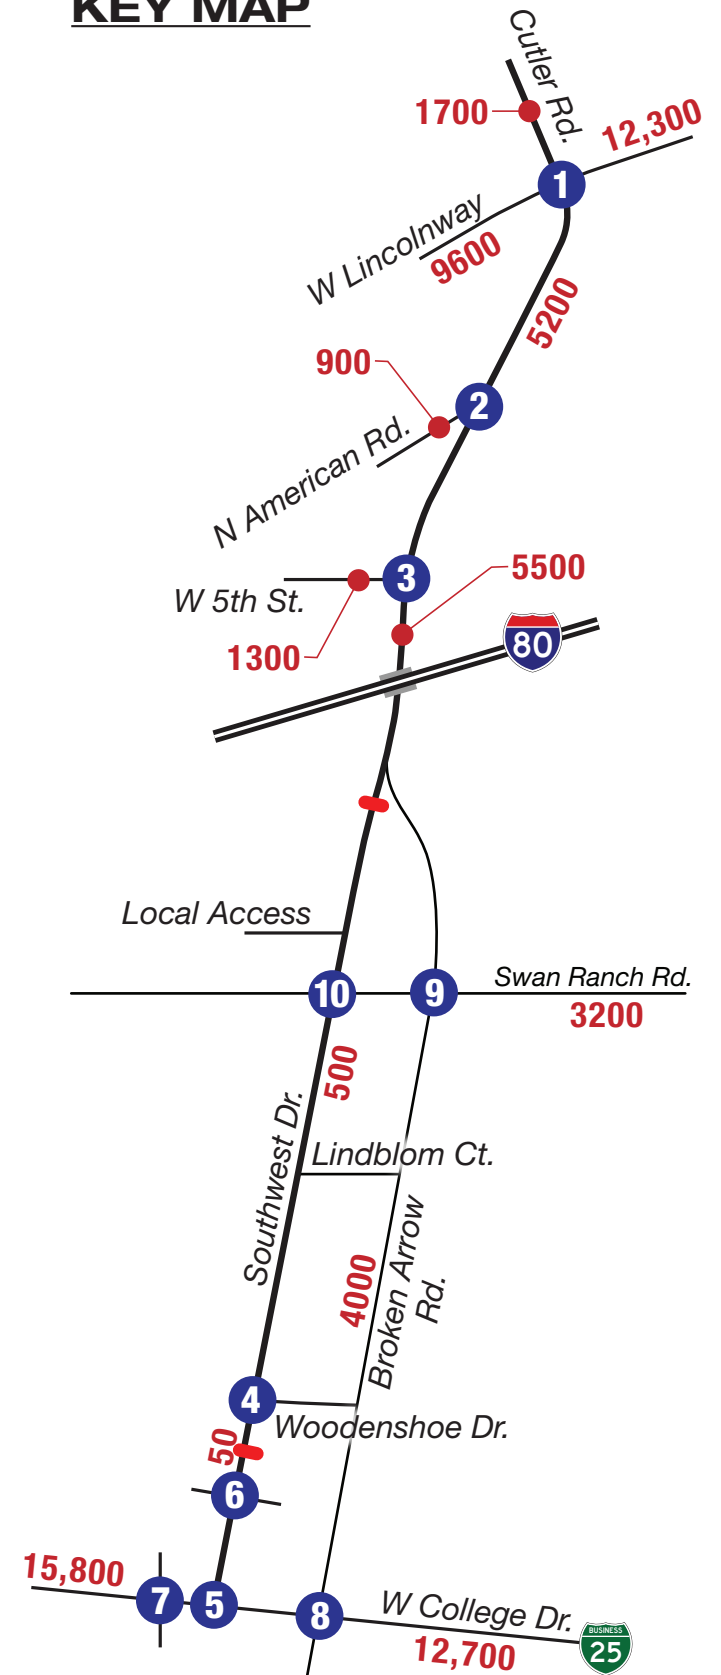 KEY MAP
Cutler Rd.
1700
12,300
1
W Lincolnway
9600
5200
900
2
N American Rd.
3
5500
W 5th St.
1300
80
Local Access
10
9
Swan Ranch Rd.
3200
500
Southwest Dr.
Lindblom Ct.
4000
Broken Arrow
Rd.
4
Woodenshoe Dr.
50
6
15,800
7
5
8
W College Dr.
12,700
BUSINESS
25